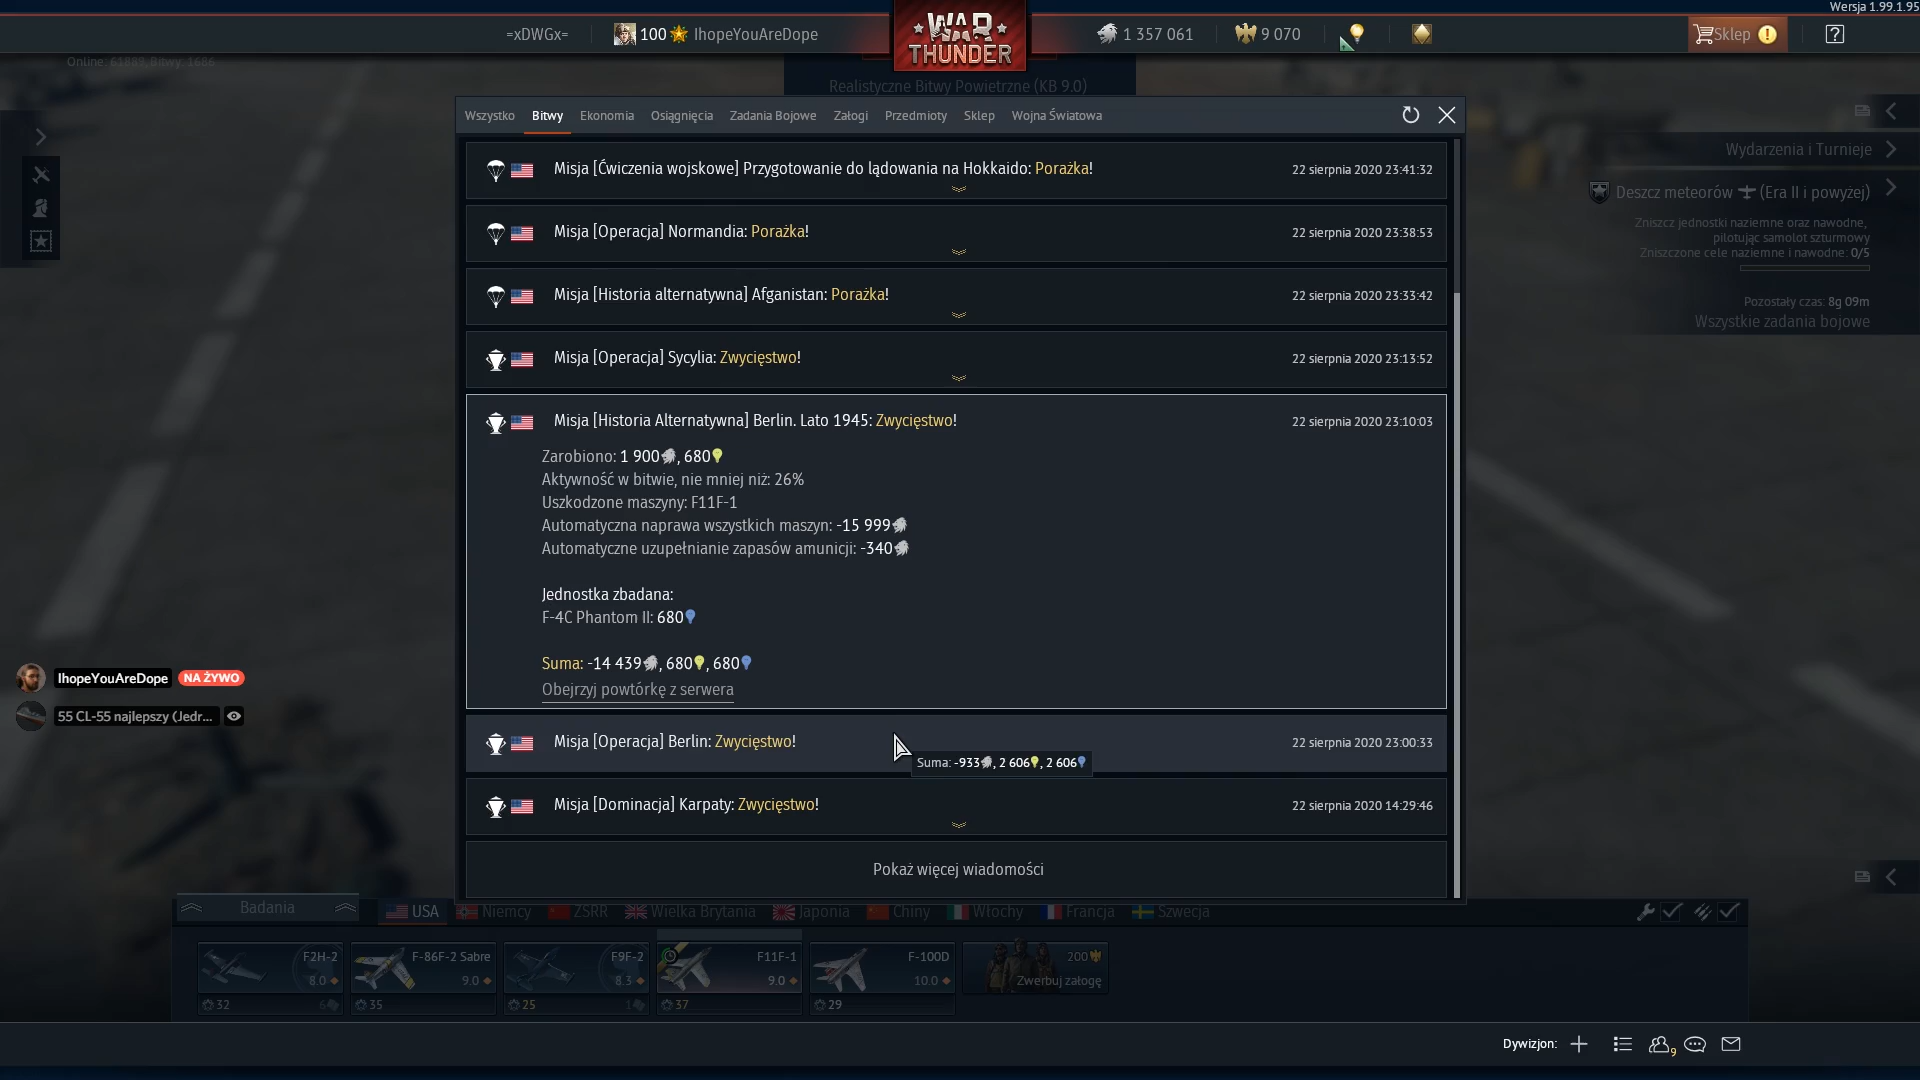 Wersja 1.99.1.95
=xDWGx=
100 IhopeYouAreDope
WAR THUNDER
1 357 061
9 070
Sklep
Online: 61889, Bitwy: 1686
Realistyczne Bitwy Powietrzne (KB 9.0)
Wszystko Bitwy Ekonomia Osiągnięcia Zadania Bojowe Załogi Przedmioty Sklep Wojna Światowa
Misja [Ćwiczenia wojskowe] Przygotowanie do lądowania na Hokkaido: Porażka! 22 sierpnia 2020 23:41:32
Misja [Operacja] Normandia: Porażka! 22 sierpnia 2020 23:38:53
Misja [Historia alternatywna] Afganistan: Porażka! 22 sierpnia 2020 23:33:42
Misja [Operacja] Sycylia: Zwycięstwo! 22 sierpnia 2020 23:13:52
Misja [Historia Alternatywna] Berlin. Lato 1945: Zwycięstwo! 22 sierpnia 2020 23:10:03
Zarobiono: 1 900, 680
Aktywność w bitwie, nie mniej niż: 26%
Uszkodzone maszyny: F11F-1
Automatyczna naprawa wszystkich maszyn: -15 999
Automatyczne uzupełnianie zapasów amunicji: -340
Jednostka zbadana:
F-4C Phantom II: 680
Suma: -14 439, 680, 680
Obejrzyj powtórkę z serwera
Misja [Operacja] Berlin: Zwycięstwo! 22 sierpnia 2020 23:00:33
Suma: -933, 2 606, 2 606
Misja [Dominacja] Karpaty: Zwycięstwo! 22 sierpnia 2020 14:29:46
Pokaż więcej wiadomości
Wydarzenia i Turnieje
Deszcz meteorów (Era II i powyżej)
Zniszcz jednostki naziemne oraz nawodne,
pilotując samolot szturmowy
Zniszczone cele naziemne i nawodne: 0/5
Pozostały czas: 8g 09m
Wszystkie zadania bojowe
IhopeYouAreDope NA ŻYWO
55 CL-55 najlepszy (Jedr...
Badania USA Niemcy ZSRR Wielka Brytania Japonia Chiny Włochy Francja Szwecja
F2H-2 F-86F-2 Sabre F9F-2 F11F-1 F-100D 200
8.0 9.0 8.3 9.0 10.0 Zwerbuj załogę
32 6 35 25 1 37 29
Dywizjon: 9